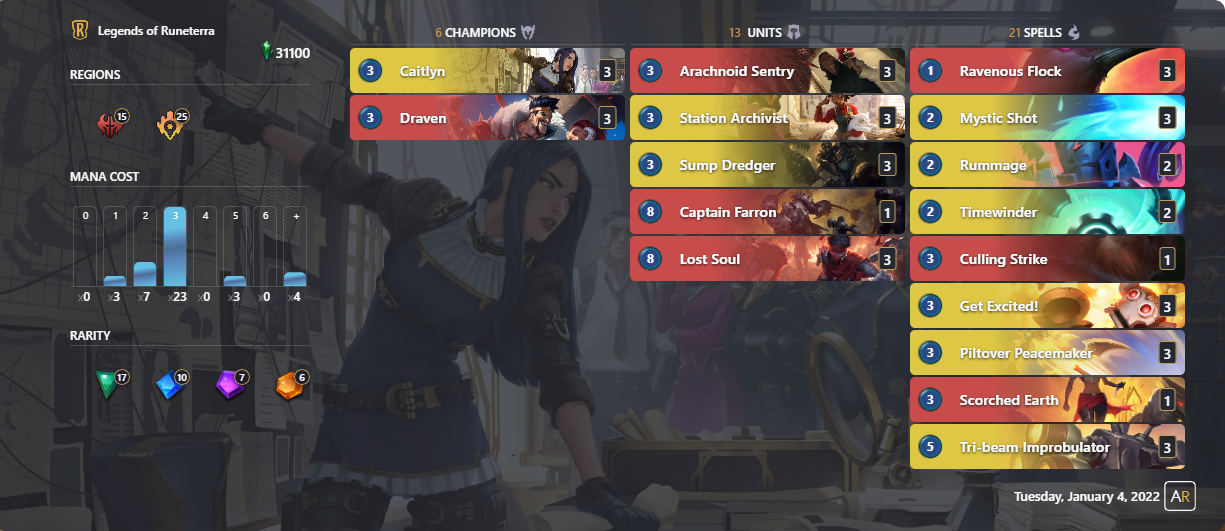 Legends of Runeterra
31100
REGIONS
15
25
MANA COST
0 1 2 3 4 5 6 +
x0 x3 x7 x23 x0 x3 x0 x4
RARITY
17 10 7 6
6 CHAMPIONS
3 Caitlyn 3
3 Draven 3
13 UNITS
3 Arachnoid Sentry 3
3 Station Archivist 3
3 Sump Dredger 3
8 Captain Farron 1
8 Lost Soul 3
21 SPELLS
1 Ravenous Flock 3
2 Mystic Shot 3
2 Rummage 2
2 Timewinder 2
3 Culling Strike 1
3 Get Excited! 3
3 Piltover Peacemaker 3
3 Scorched Earth 1
5 Tri-beam Improbulator 3
Tuesday, January 4, 2022 AR